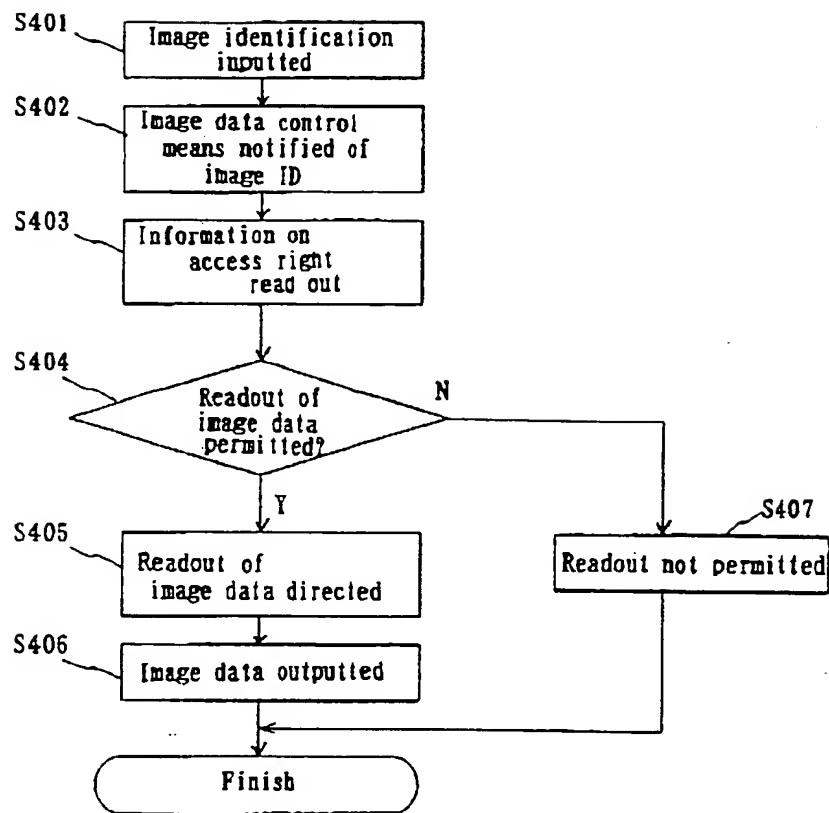 S401
Image identification
inputted
S402
Image data control
means notified of
image ID
S403
Information on
access right
read out
S404
Readout of
image data
permitted?
N
Y
S405
Readout of
image data directed
S407
Readout not permitted
S406
Image data outputted
Finish